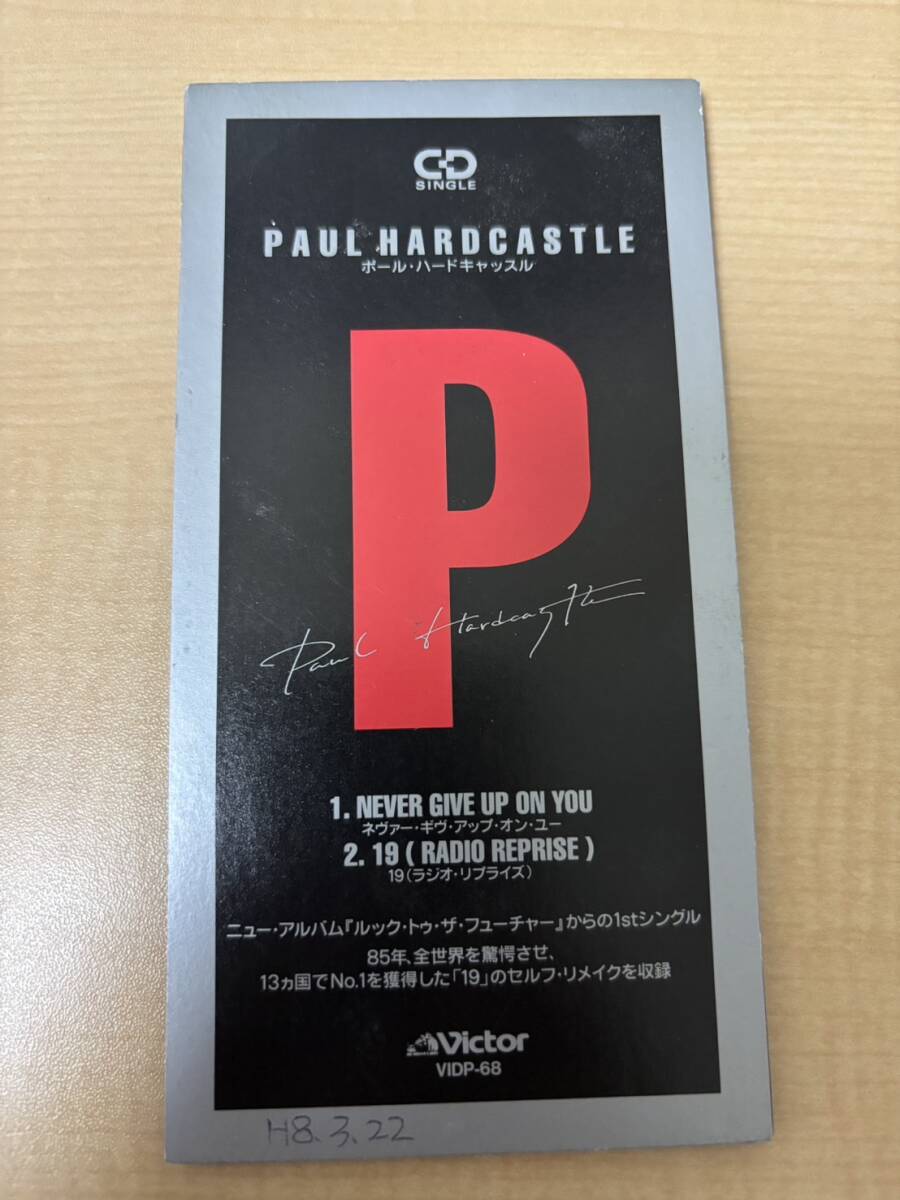 CD
SINGLE
PAUL HARDCASTLE
ポール・ハードキャッスル
P
Paul Hardcastle
1. NEVER GIVE UP ON YOU
ネヴァー・ギヴ・アップ・オン・ユー
2. 19 ( RADIO REPRISE )
19(ラジオ・リプライズ)
ニュー・アルバム『ルック・トゥ・ザ・フューチャー』からの1stシングル
85年、全世界を驚愕させ、
13ヵ国でNo.1を獲得した「19」のセルフ・リメイクを収録
Victor
VIDP-68
H8.3.22